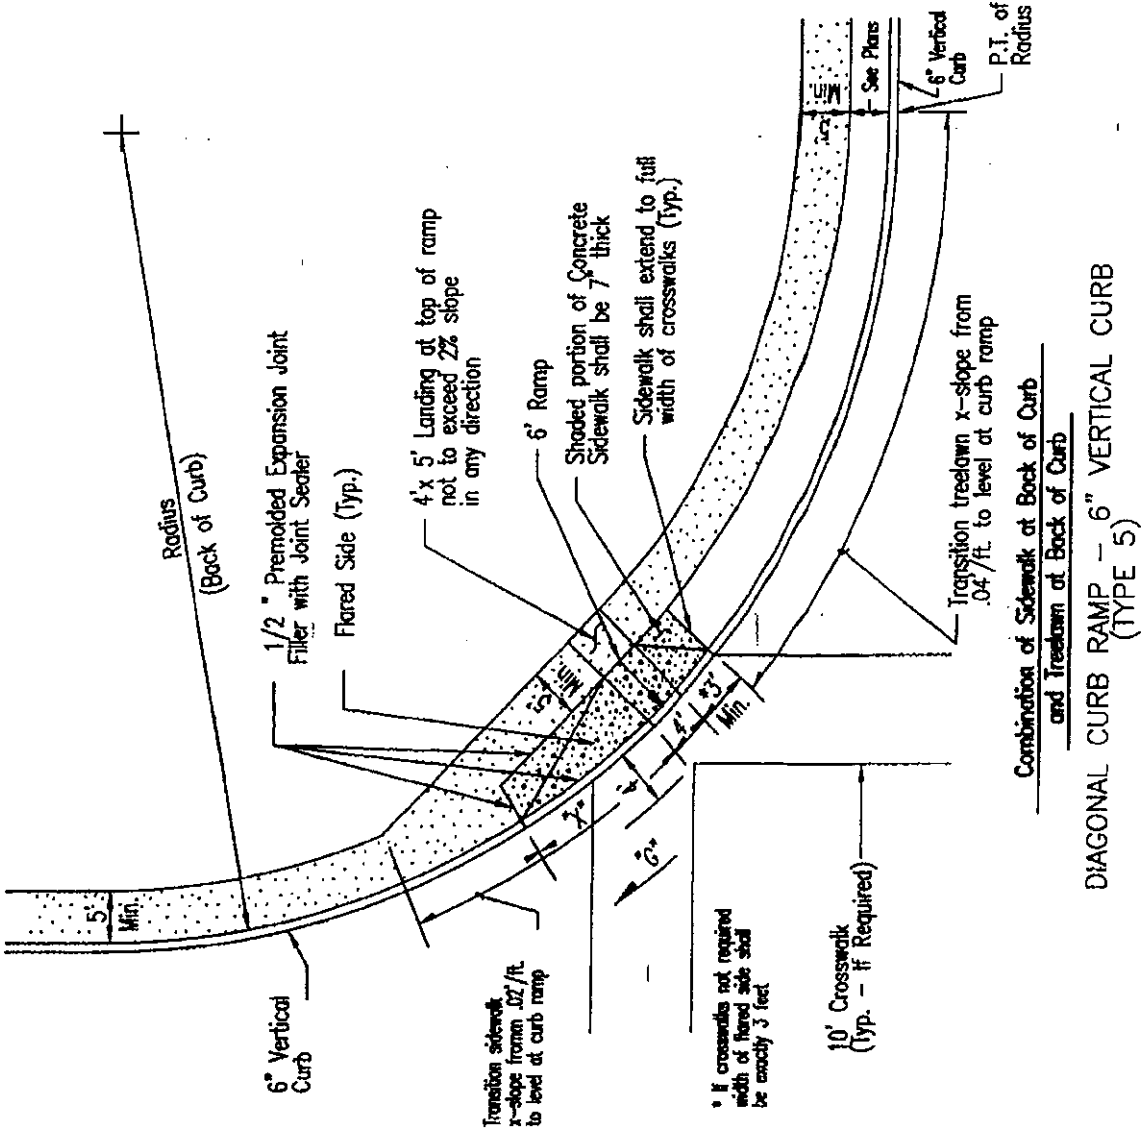 Radius
(Back of Curb)
1/2 " Premolded Expansion Joint
Filler with Joint Sealer
Flared Side (Typ.)
4'x 5' Landing at top of ramp
not to exceed 2% slope
in any direction
6' Ramp
Shaded portion of Concrete
Sidewalk shall be 7" thick
Sidewalk shall extend to full
width of crosswalks (Typ.)
5'
Min.
See Plans
6" Vertical
Curb
P.T. of
Radius
5'
Min.
5'
Min.
6" Vertical
Curb
"X"
4'
4'
*3'
Min.
"G"
Transition sidewalk
x-slope fromm .02'/ft.
to level at curb ramp
* If crosswalks not required
width of flared side shall
be exactly 3 feet
10' Crosswalk
(Typ. - If Required)
Transition treelawn x-slope from
.04'/ft. to level at curb ramp
Combination of Sidewalk at Back of Curb
and Treelawn at Back of Curb
DIAGONAL CURB RAMP - 6" VERTICAL CURB
(TYPE 5)